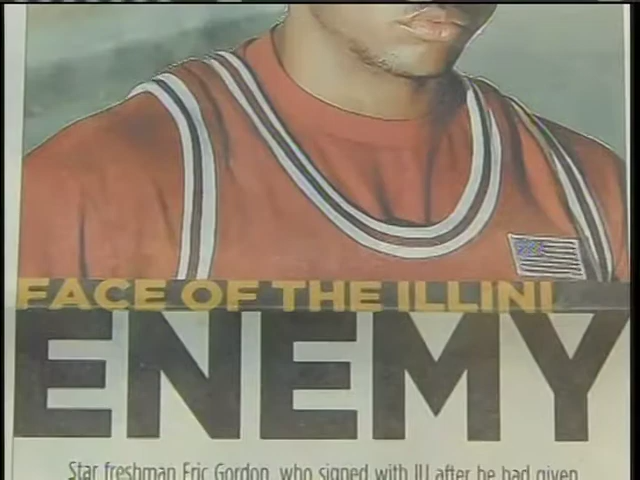 FACE OF THE ILLINI
ENEMY
Star freshman Eric Gordon, who signed with IU after he had given